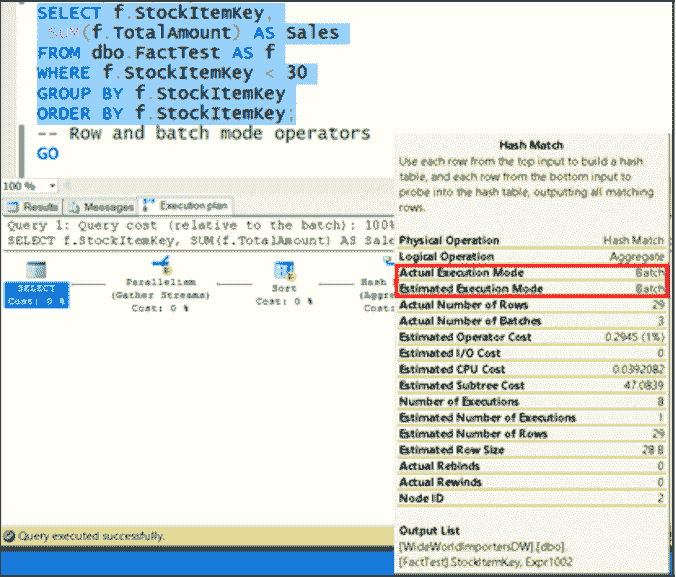 SELECT f.StockItemKey,
SUM(f.TotalAmount) AS Sales
FROM dbo.FactTest AS f
WHERE f.StockItemKey < 30
GROUP BY f.StockItemKey
ORDER BY f.StockItemKey;
-- Row and batch mode operators
GO
100 %
Results Messages Execution plan
Query 1: Query cost (relative to the batch): 100%
SELECT f.StockItemKey, SUM(f.TotalAmount) AS Sale
SELECT
Cost: 0 %
Parallelism
(Gather Streams)
Cost: 0 %
Sort
Cost: 0 %
Hash
(Aggre
Cost:
Query executed successfully.
Hash Match
Use each row from the top input to build a hash
table, and each row from the bottom input to
probe into the hash table, outputting all matching
rows.
Physical Operation Hash Match
Logical Operation Aggregate
Actual Execution Mode Batch
Estimated Execution Mode Batch
Actual Number of Rows 29
Actual Number of Batches 3
Estimated Operator Cost 0.2945 (1%)
Estimated I/O Cost 0
Estimated CPU Cost 0.0392082
Estimated Subtree Cost 47.0839
Number of Executions 8
Estimated Number of Executions 1
Estimated Number of Rows 29
Estimated Row Size 28 B
Actual Rebinds 0
Actual Rewinds 0
Node ID 2
Output List
[WideWorldImportersDW].[dbo].
[FactTest].StockItemKey, Expr1002